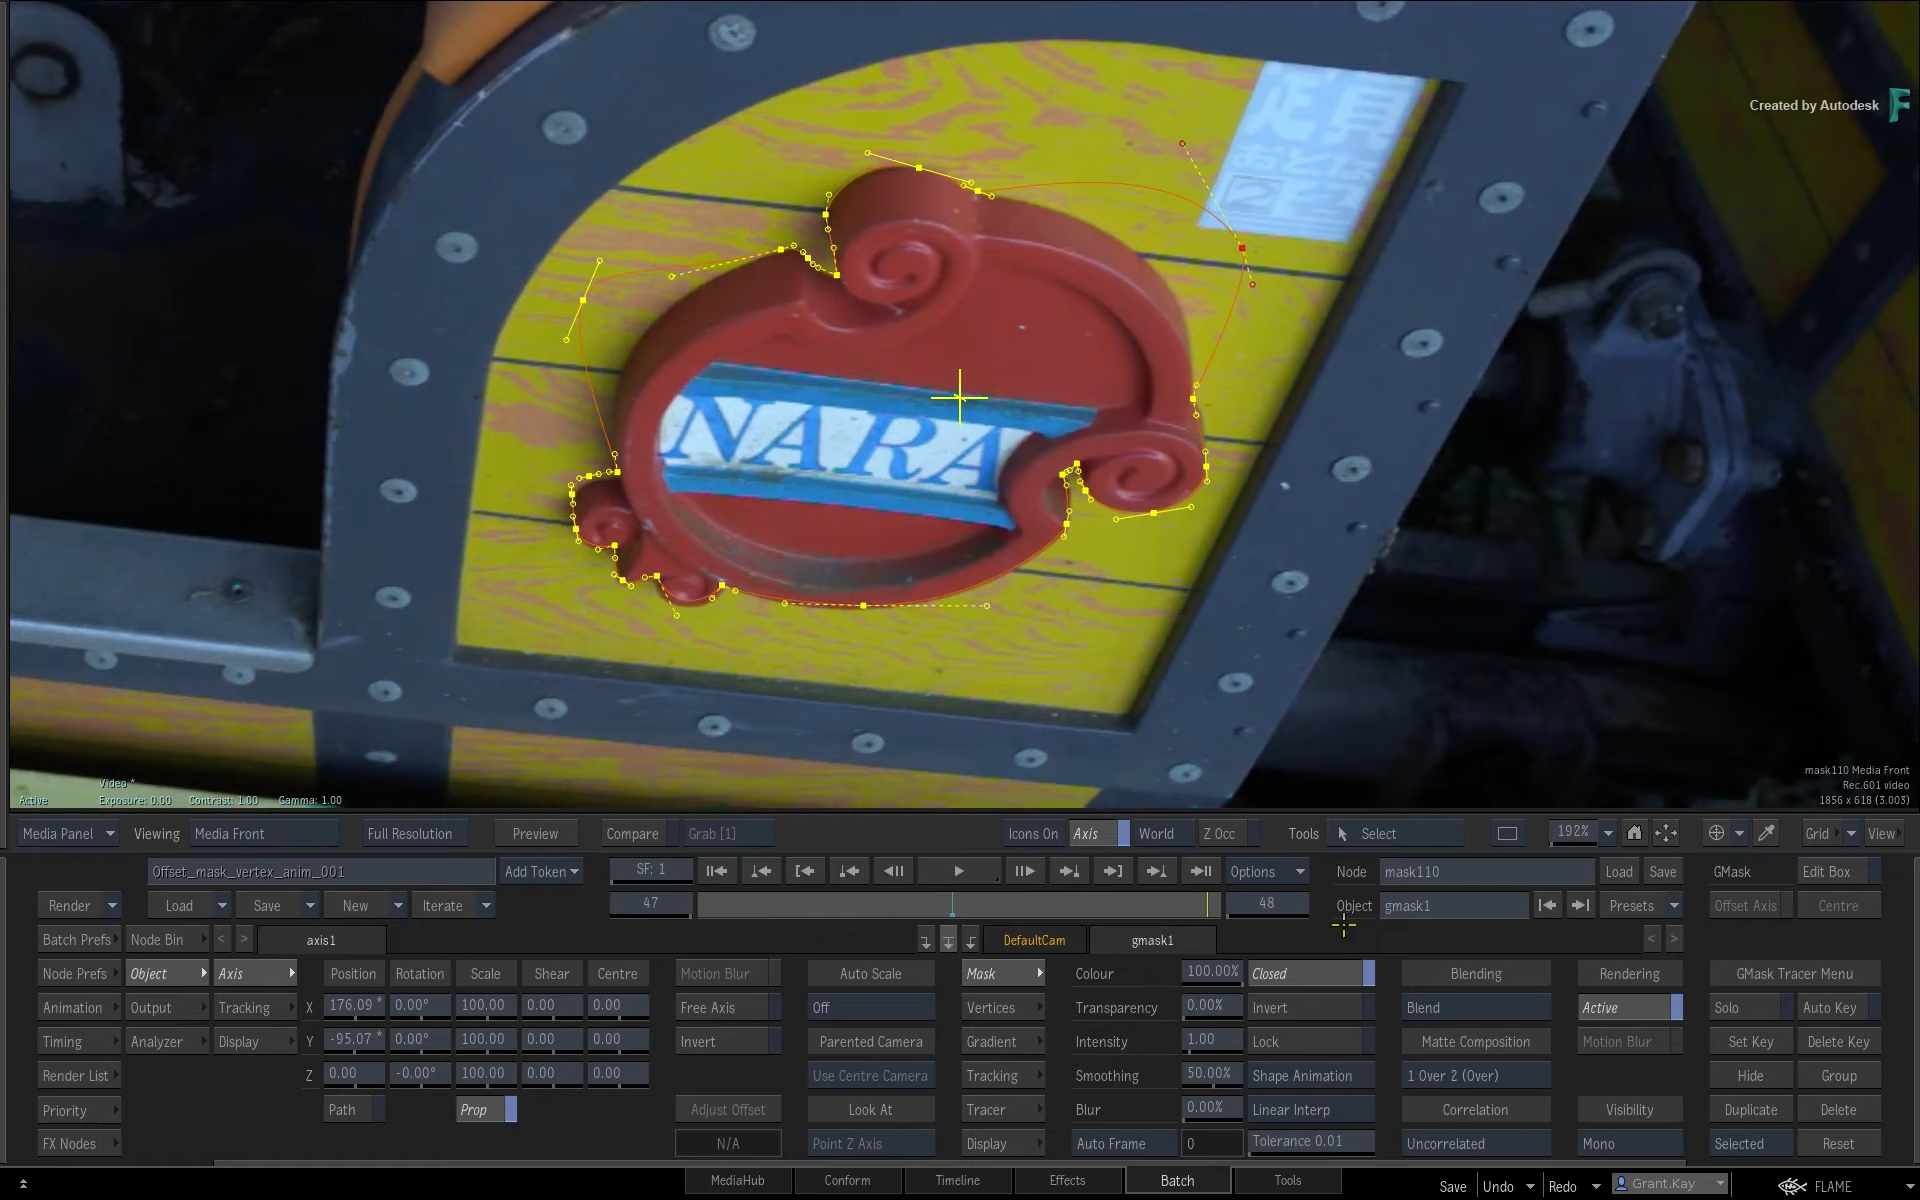 定員
おとな
2
NARA
Created by Autodesk
Video *
Active Exposure: 0.00 Contrast: 1.00 Gamma: 1.00
mask110 Media Front
Rec.601 video
1856 x 618 (3.003)
Media Panel Viewing Media Front Full Resolution Preview Compare Grab [1] Icons On Axis World Z Occ Tools Select 192% Grid View
Offset_mask_vertex_anim_001 Add Token SF: 1 Options Node mask110 Load Save GMask Edit Box
Render Load Save New Iterate 47 48 Object gmask1 Presets Offset Axis Centre
Batch Prefs Node Bin < > axis1 DefaultCam gmask1 < >
Node Prefs Object Axis Position Rotation Scale Shear Centre Motion Blur Auto Scale Mask Colour 100.00% Closed Blending Rendering GMask Tracer Menu
Animation Output Tracking X 176.09 * 0.00° 100.00 0.00 0.00 Free Axis Off Vertices Transparency 0.00% Invert Blend Active Solo Auto Key
Timing Analyzer Display Y -95.07 * 0.00° 100.00 0.00 0.00 Invert Parented Camera Gradient Intensity 1.00 Lock Matte Composition Motion Blur Set Key Delete Key
Render List Z 0.00 -0.00° 100.00 0.00 0.00 Use Centre Camera Tracking Smoothing 50.00% Shape Animation 1 Over 2 (Over) Hide Group
Priority Path Prop Adjust Offset Look At Tracer Blur 0.00% Linear Interp Correlation Visibility Duplicate Delete
FX Nodes N/A Point Z Axis Display Auto Frame 0 Tolerance 0.01 Uncorrelated Mono Selected Reset
MediaHub Conform Timeline Effects Batch Tools Save Undo Redo Grant.Kay FLAME